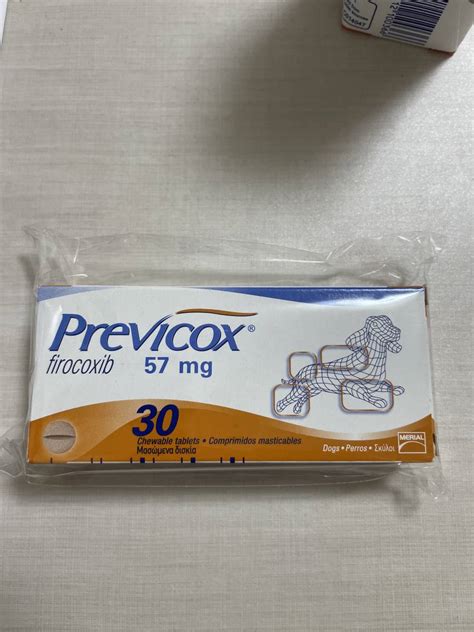 Previcox®
firocoxib 57 mg
30
Chewable tablets • Comprimidos masticables
Μασώμενα δισκία
Dogs • Perros • Σκύλοι
MERIAL